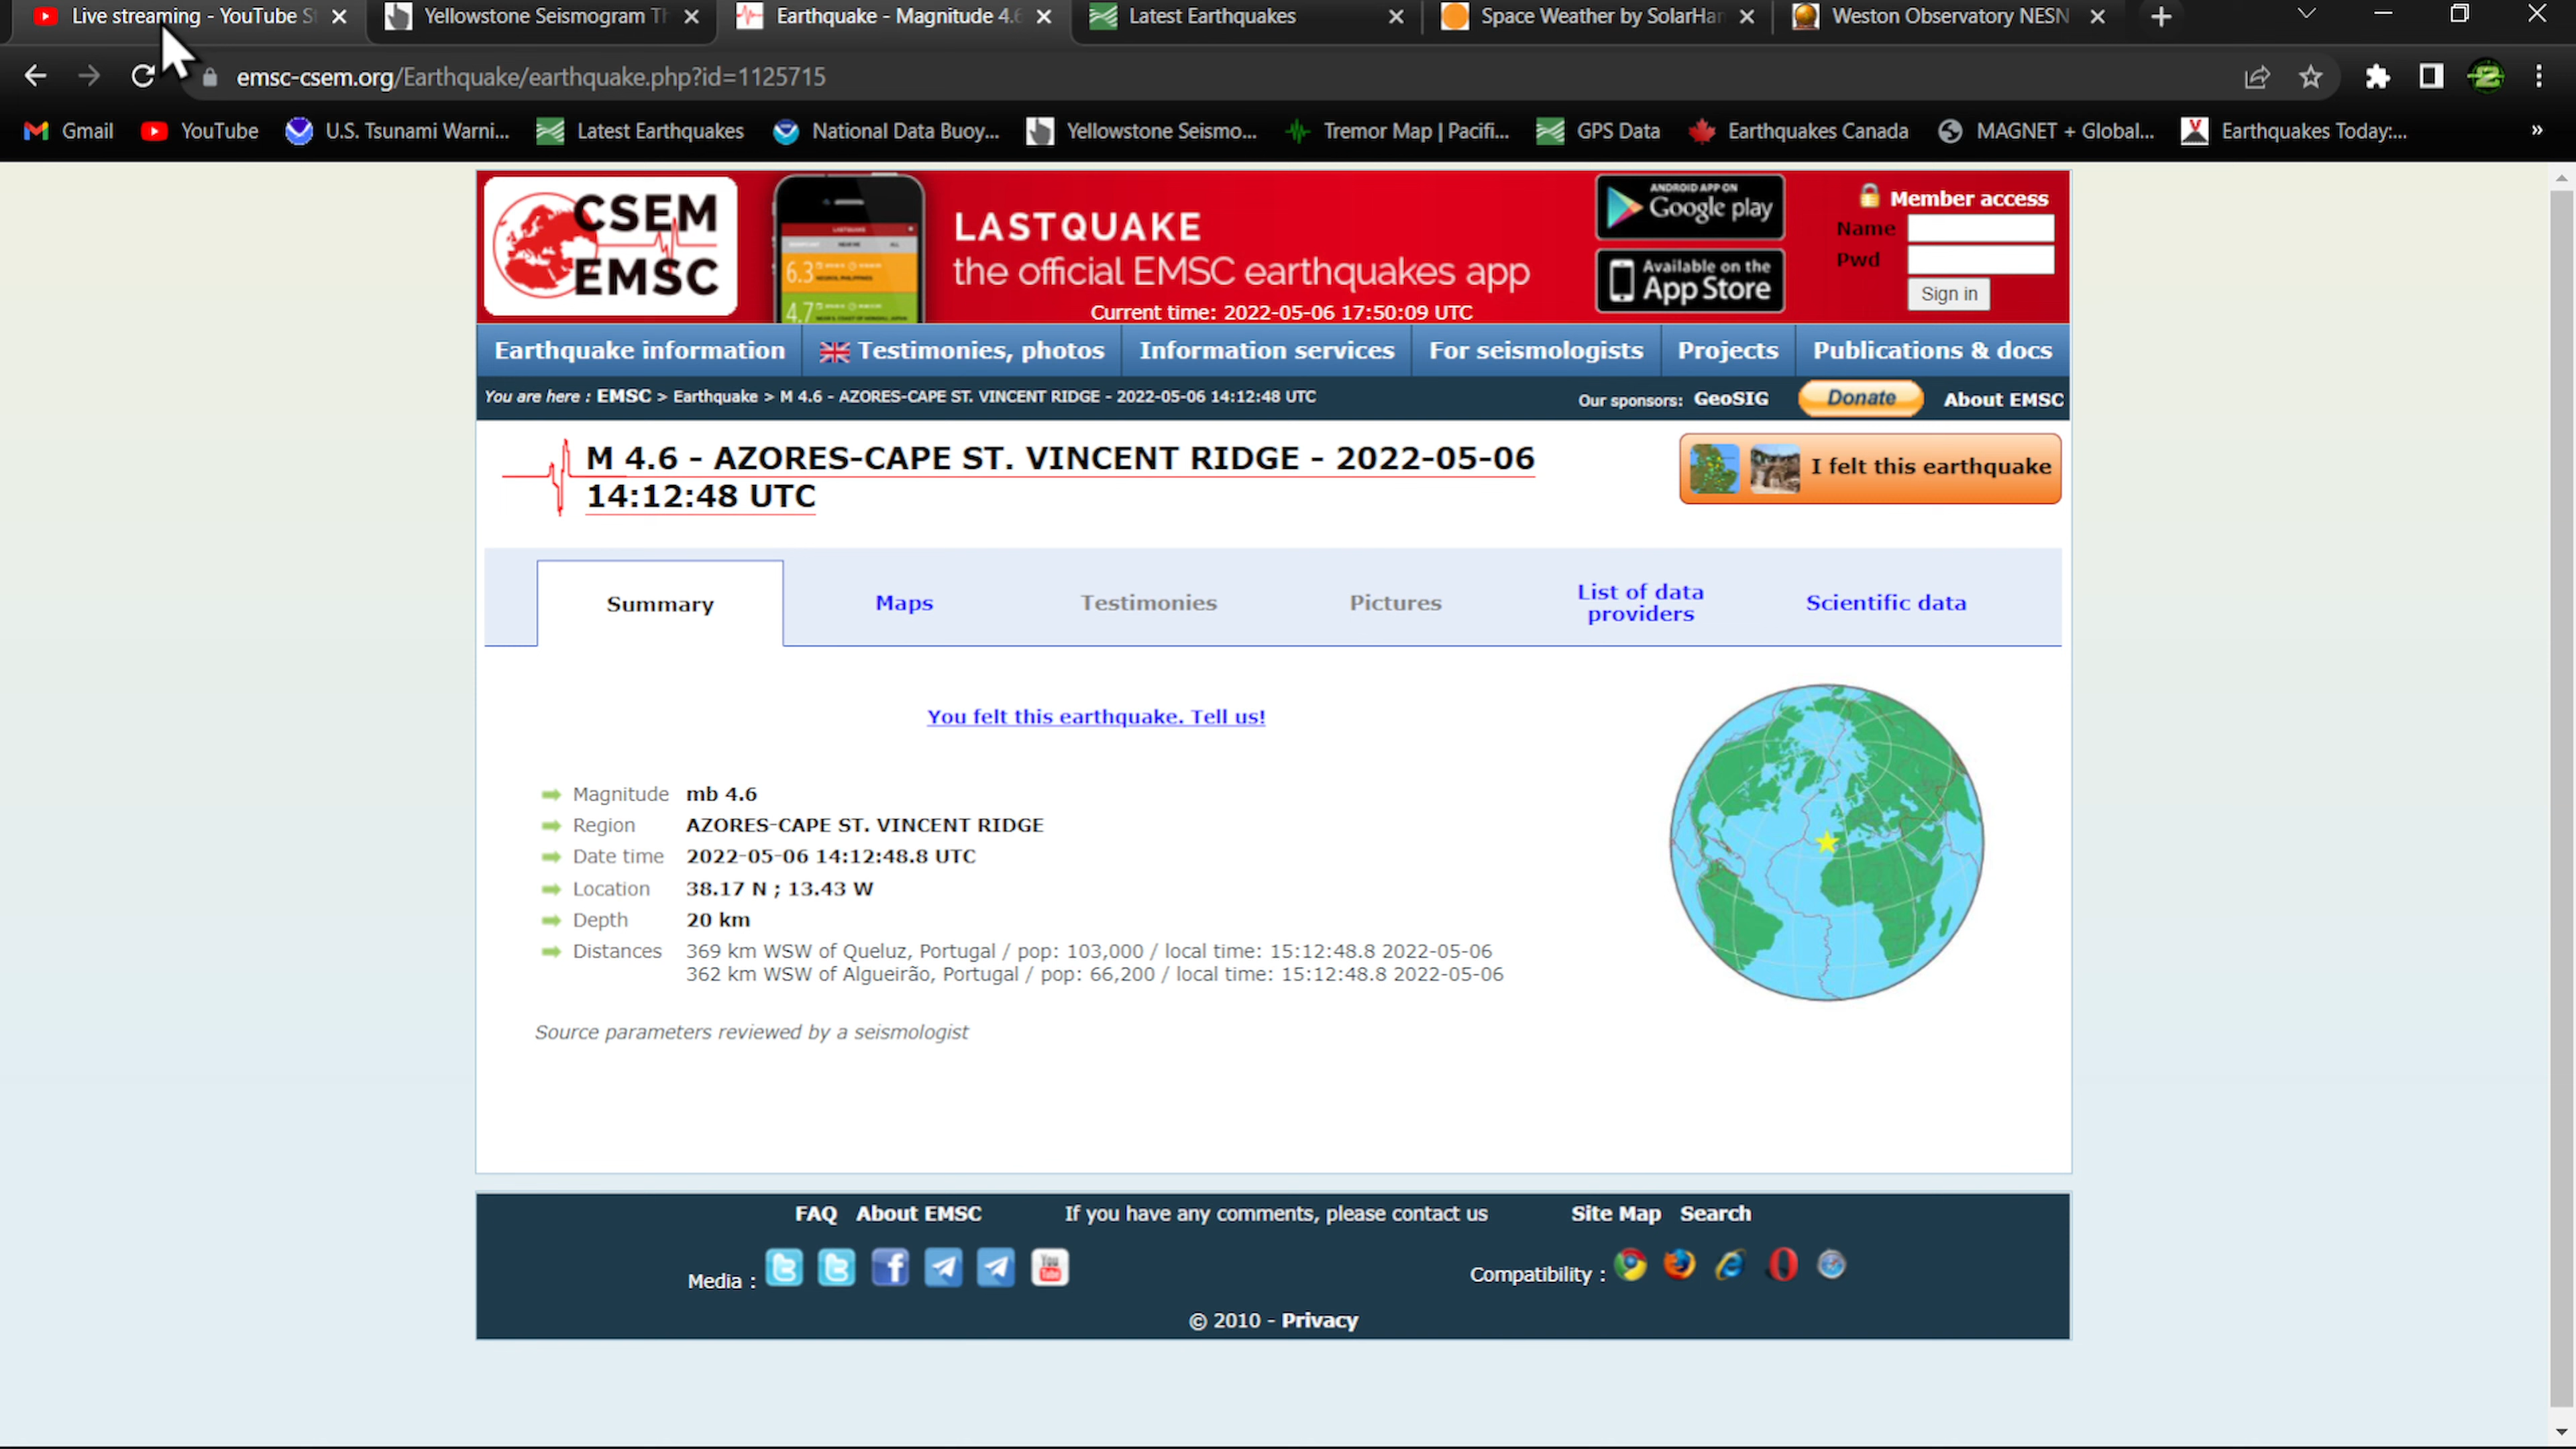 Live streaming - YouTube S
Yellowstone Seismogram Th
Earthquake - Magnitude 4.6
Latest Earthquakes
Space Weather by SolarHam
Weston Observatory NESN
emsc-csem.org/Earthquake/earthquake.php?id=1125715
Gmail
YouTube
U.S. Tsunami Warni...
Latest Earthquakes
National Data Buoy...
Yellowstone Seismo...
Tremor Map | Pacifi...
GPS Data
Earthquakes Canada
MAGNET + Global...
Earthquakes Today:...
»
CSEM
EMSC
LASTQUAKE
6.3
4.7
LASTQUAKE
the official EMSC earthquakes app
Current time: 2022-05-06 17:50:09 UTC
ANDROID APP ON
Google play
Available on the
App Store
Member access
Name
Pwd
Sign in
Earthquake information
Testimonies, photos
Information services
For seismologists
Projects
Publications & docs
You are here : EMSC > Earthquake > M 4.6 - AZORES-CAPE ST. VINCENT RIDGE - 2022-05-06 14:12:48 UTC
Our sponsors: GeoSIG
Donate
About EMSC
M 4.6 - AZORES-CAPE ST. VINCENT RIDGE - 2022-05-06
14:12:48 UTC
I felt this earthquake
Summary
Maps
Testimonies
Pictures
List of data
providers
Scientific data
You felt this earthquake. Tell us!
Magnitude mb 4.6
Region AZORES-CAPE ST. VINCENT RIDGE
Date time 2022-05-06 14:12:48.8 UTC
Location 38.17 N ; 13.43 W
Depth 20 km
Distances 369 km WSW of Queluz, Portugal / pop: 103,000 / local time: 15:12:48.8 2022-05-06
362 km WSW of Algueirão, Portugal / pop: 66,200 / local time: 15:12:48.8 2022-05-06
Source parameters reviewed by a seismologist
FAQ About EMSC If you have any comments, please contact us Site Map Search
Media :
You
Tube
Compatibility :
© 2010 - Privacy